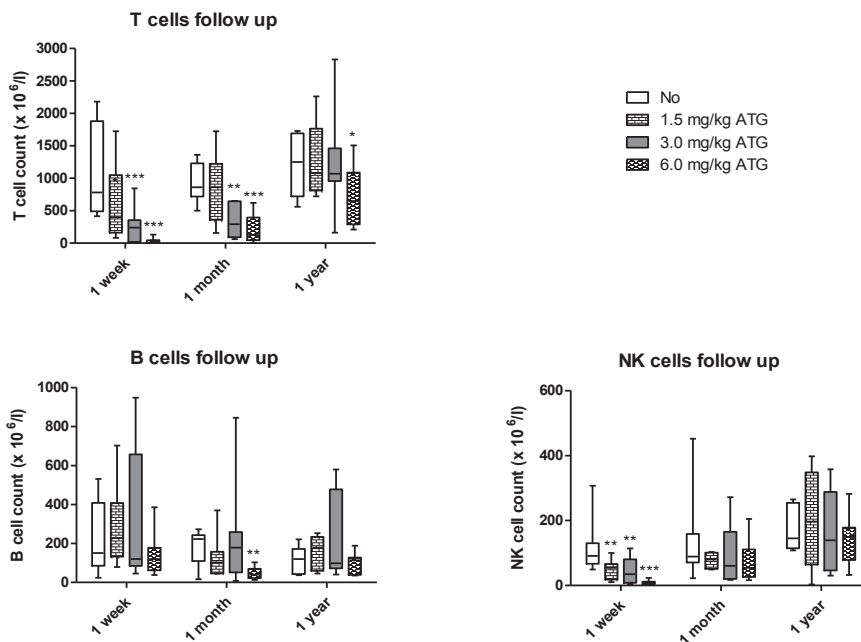 T cells follow up
T cell count (x 10⁶/l)
3000
2500
2000
1500
1000
500
0
*
***
***
**
***
*
1 week
1 month
1 year
No
1.5 mg/kg ATG
3.0 mg/kg ATG
6.0 mg/kg ATG
B cells follow up
B cell count (x 10⁶/l)
1000
800
600
400
200
0
**
1 week
1 month
1 year
NK cells follow up
NK cell count (x 10⁶/l)
600
400
200
0
**
**
***
1 week
1 month
1 year